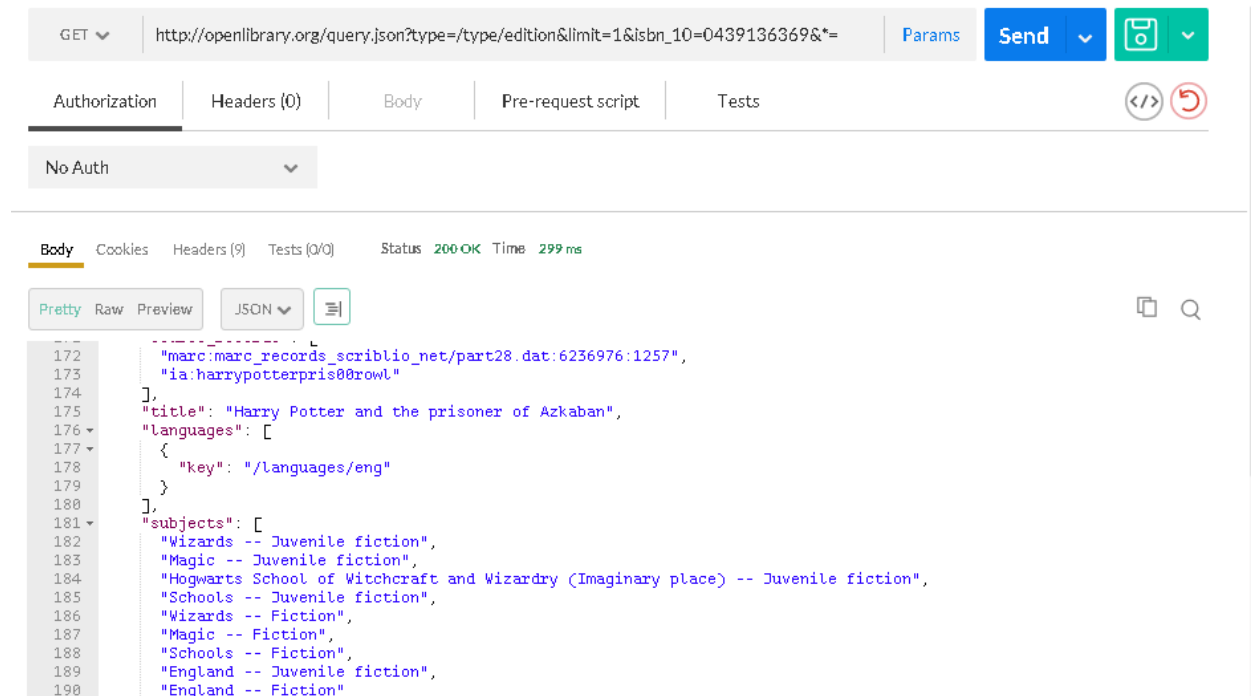 GET http://openlibrary.org/query.json?type=/type/edition&limit=1&isbn_10=0439136369&*= Params Send
Authorization Headers (0) Body Pre-request script Tests
No Auth
Body Cookies Headers (9) Tests (0/0) Status 200 OK Time 299 ms
Pretty Raw Preview JSON
172 "marc:marc_records_scriblio_net/part28.dat:6236976:1257",
173 "ia:harrypotterpris00rowl"
174 ],
175 "title": "Harry Potter and the prisoner of Azkaban",
176 "languages": [
177 {
178 "key": "/languages/eng"
179 }
180 ],
181 "subjects": [
182 "Wizards -- Juvenile fiction",
183 "Magic -- Juvenile fiction",
184 "Hogwarts School of Witchcraft and Wizardry (Imaginary place) -- Juvenile fiction",
185 "Schools -- Juvenile fiction",
186 "Wizards -- Fiction",
187 "Magic -- Fiction",
188 "Schools -- Fiction",
189 "England -- Juvenile fiction",
190 "England -- Fiction"